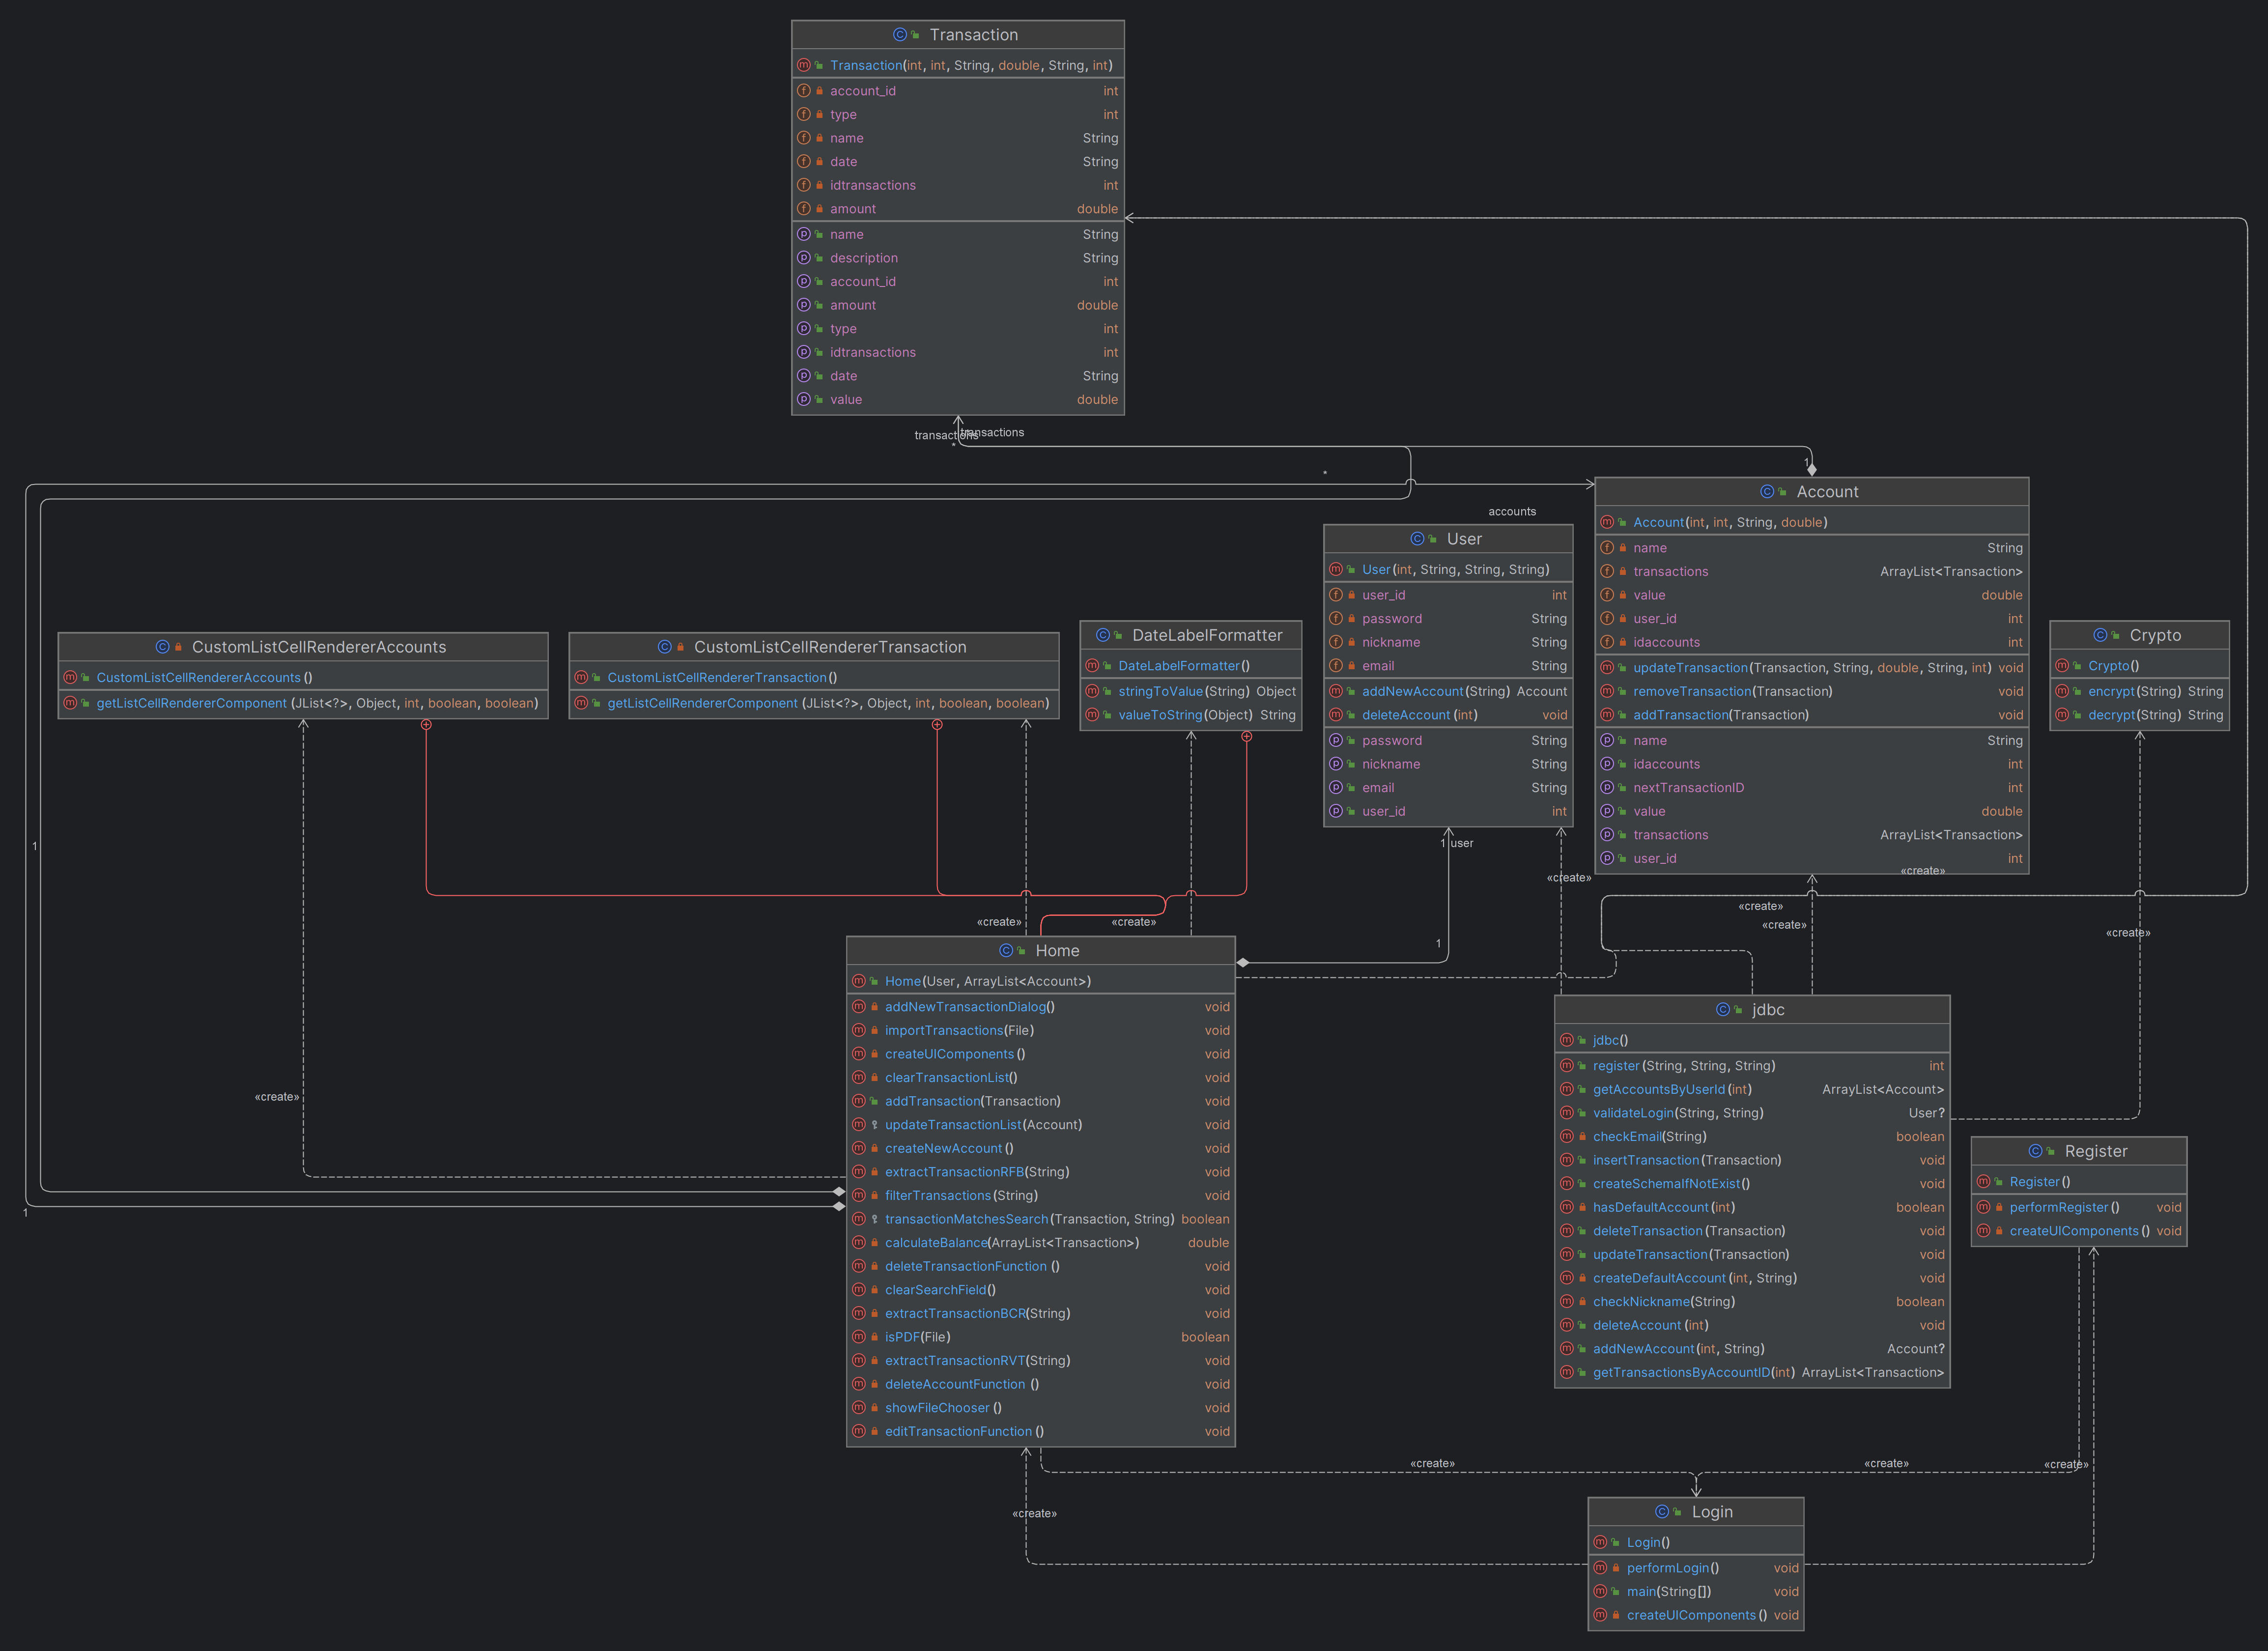 Transaction
Transaction(int, int, String, double, String, int)
account_id int
type int
name String
date String
idtransactions int
amount double
name String
description String
account_id int
amount double
type int
idtransactions int
date String
value double
transactions
transactions
*
1
*
accounts
Account
Account(int, int, String, double)
name String
transactions ArrayList<Transaction>
value double
user_id int
idaccounts int
updateTransaction(Transaction, String, double, String, int) void
removeTransaction(Transaction) void
addTransaction(Transaction) void
name String
idaccounts int
nextTransactionID int
value double
transactions ArrayList<Transaction>
user_id int
User
User(int, String, String, String)
user_id int
password String
nickname String
email String
addNewAccount(String) Account
deleteAccount(int) void
password String
nickname String
email String
user_id int
CustomListCellRendererAccounts
CustomListCellRendererAccounts()
getListCellRendererComponent(JList<?>, Object, int, boolean, boolean)
CustomListCellRendererTransaction
CustomListCellRendererTransaction()
getListCellRendererComponent(JList<?>, Object, int, boolean, boolean)
DateLabelFormatter
DateLabelFormatter()
stringToValue(String) Object
valueToString(Object) String
Crypto
Crypto()
encrypt(String) String
decrypt(String) String
1
1 user
«create»
«create»
«create»
«create»
«create»
«create»
«create»
1
«create»
1
Home
Home(User, ArrayList<Account>)
addNewTransactionDialog() void
importTransactions(File) void
createUIComponents() void
clearTransactionList() void
addTransaction(Transaction) void
updateTransactionList(Account) void
createNewAccount() void
extractTransactionRFB(String) void
filterTransactions(String) void
transactionMatchesSearch(Transaction, String) boolean
calculateBalance(ArrayList<Transaction>) double
deleteTransactionFunction() void
clearSearchField() void
extractTransactionBCR(String) void
isPDF(File) boolean
extractTransactionRVT(String) void
deleteAccountFunction() void
showFileChooser() void
editTransactionFunction() void
jdbc
jdbc()
register(String, String, String) int
getAccountsByUserId(int) ArrayList<Account>
validateLogin(String, String) User?
checkEmail(String) boolean
insertTransaction(Transaction) void
createSchemaIfNotExist() void
hasDefaultAccount(int) boolean
deleteTransaction(Transaction) void
updateTransaction(Transaction) void
createDefaultAccount(int, String) void
checkNickname(String) boolean
deleteAccount(int) void
addNewAccount(int, String) Account?
getTransactionsByAccountID(int) ArrayList<Transaction>
Register
Register()
performRegister() void
createUIComponents() void
«create»
«create»
«create»
«create»
Login
Login()
performLogin() void
main(String[]) void
createUIComponents() void